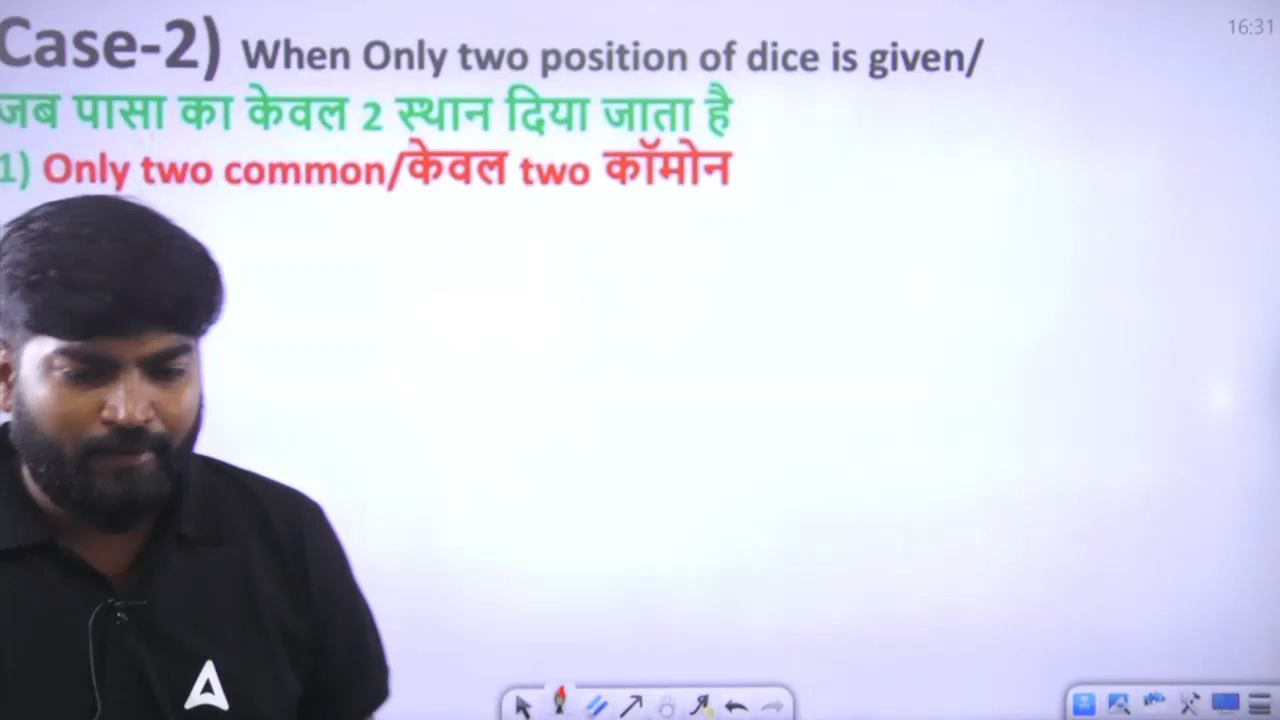 Case-2) When Only two position of dice is given/
16:31
जब पासा का केवल 2 स्थान दिया जाता है
1) Only two common/केवल two कॉमोन